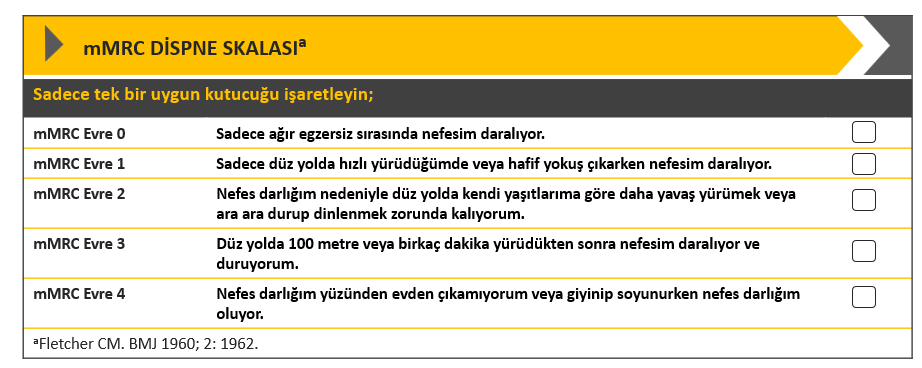 mMRC DİSPNE SKALASIᵃ
Sadece tek bir uygun kutucuğu işaretleyin;
mMRC Evre 0 Sadece ağır egzersiz sırasında nefesim daralıyor.
mMRC Evre 1 Sadece düz yolda hızlı yürüdüğümde veya hafif yokuş çıkarken nefesim daralıyor.
mMRC Evre 2 Nefes darlığım nedeniyle düz yolda kendi yaşıtlarıma göre daha yavaş yürümek veya
ara ara durup dinlenmek zorunda kalıyorum.
mMRC Evre 3 Düz yolda 100 metre veya birkaç dakika yürüdükten sonra nefesim daralıyor ve
duruyorum.
mMRC Evre 4 Nefes darlığım yüzünden evden çıkamıyorum veya giyinip soyunurken nefes darlığım
oluyor.
ᵃFletcher CM. BMJ 1960; 2: 1962.